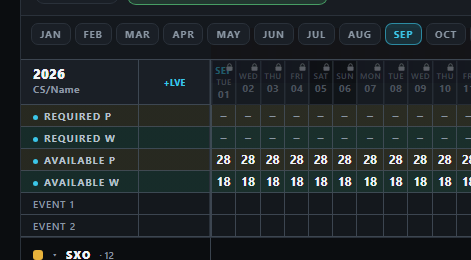 JAN FEB MAR APR MAY JUN JUL AUG SEP OCT
2026
CS/Name
+LVE
SEP
TUE WED THU FRI SAT SUN MON TUE WED THU
01 02 03 04 05 06 07 08 09 10
REQUIRED P – – – – – – – – – –
REQUIRED W – – – – – – – – – –
AVAILABLE P 28 28 28 28 28 28 28 28 28 28
AVAILABLE W 18 18 18 18 18 18 18 18 18 18
EVENT 1
EVENT 2
· SXO · 12